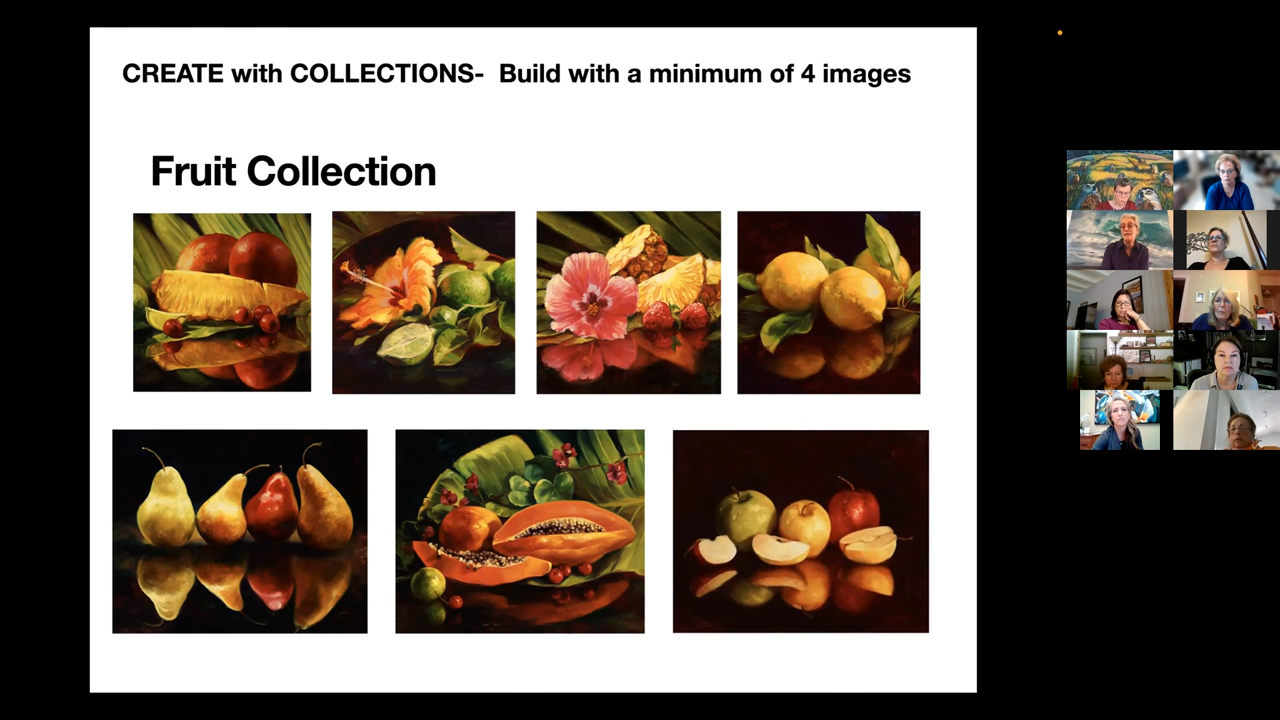 CREATE with COLLECTIONS-  Build with a minimum of 4 images
Fruit Collection